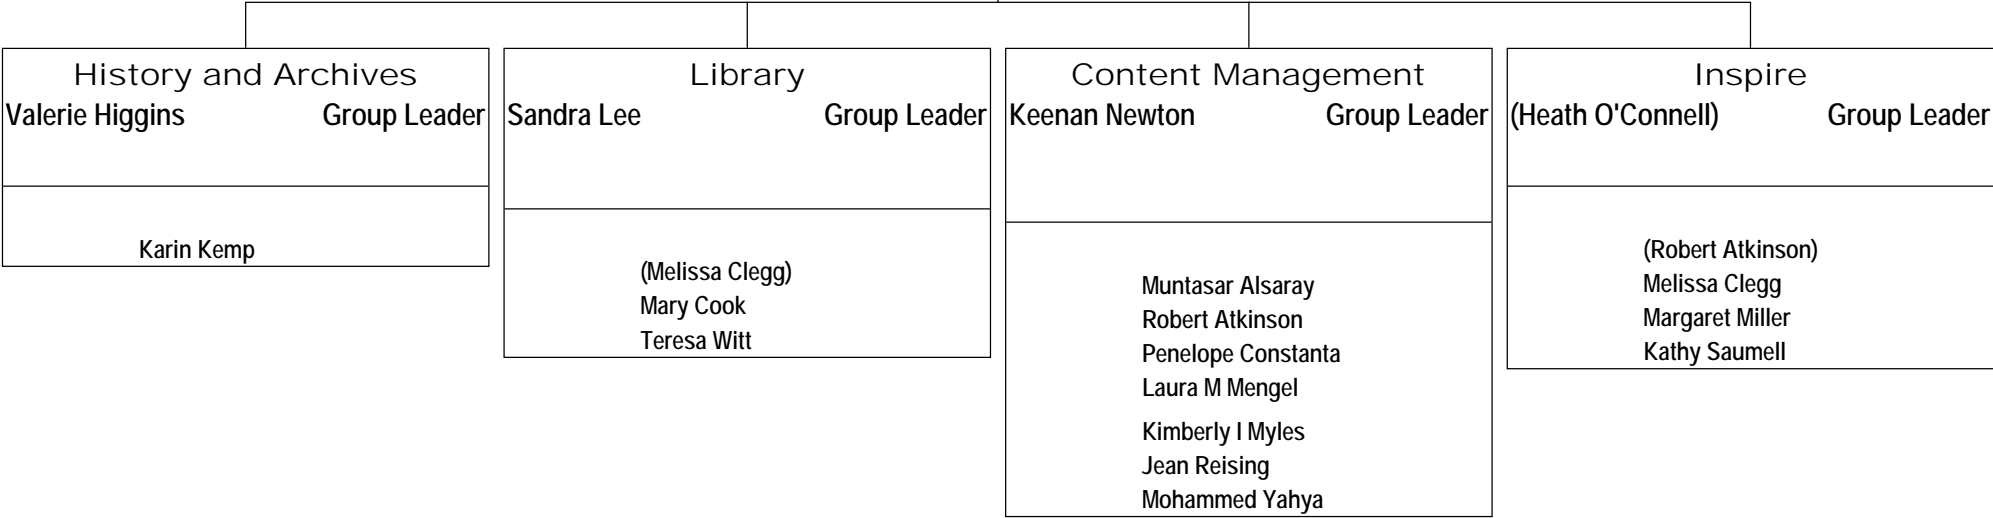 History and Archives
Valerie Higgins Group Leader
Karin Kemp
Library
Sandra Lee Group Leader
(Melissa Clegg)
Mary Cook
Teresa Witt
Content Management
Keenan Newton Group Leader
Muntasar Alsaray
Robert Atkinson
Penelope Constanta
Laura M Mengel
Kimberly I Myles
Jean Reising
Mohammed Yahya
Inspire
(Heath O'Connell) Group Leader
(Robert Atkinson)
Melissa Clegg
Margaret Miller
Kathy Saumell